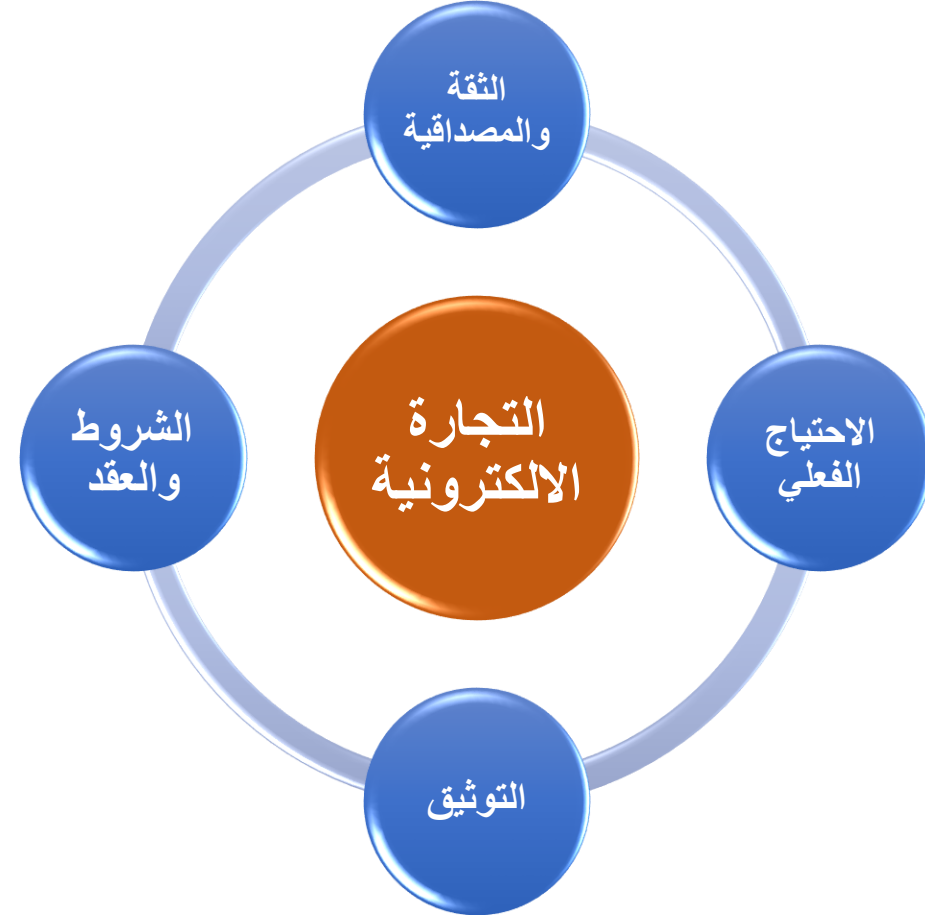 الثقة
والمصداقية
الاحتياج
الفعلي
التوثيق
الشروط
والعقد
التجارة
الالكترونية